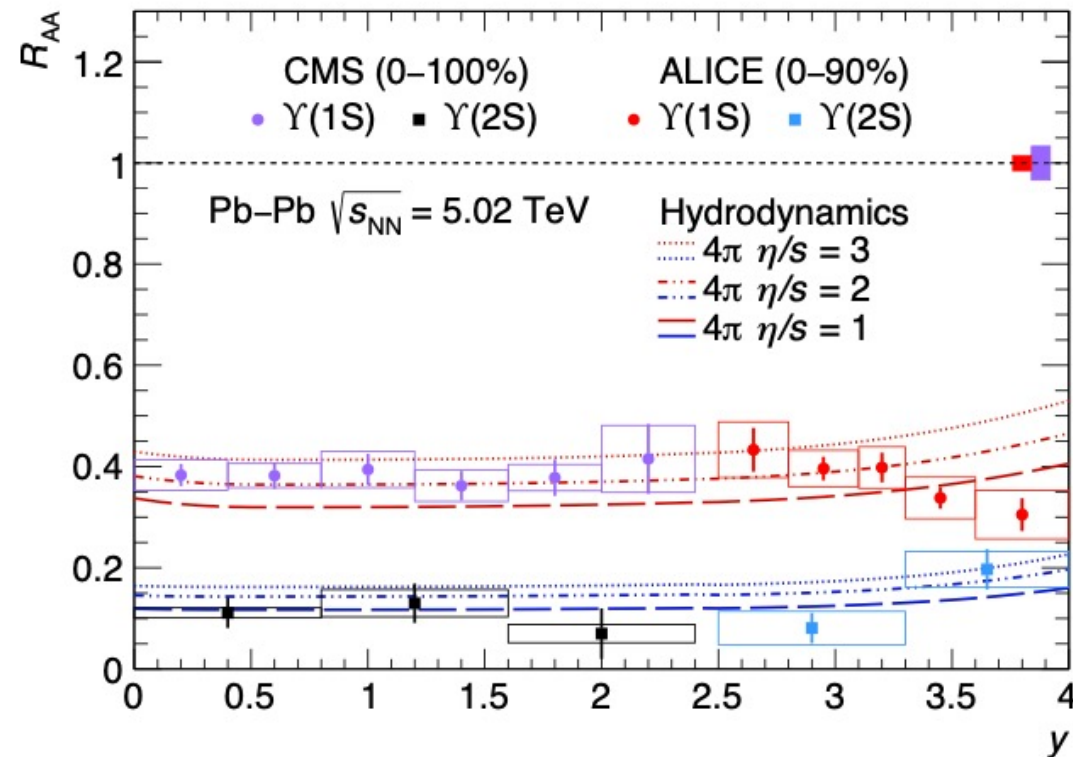 R_AA
1.2
1
0.8
0.6
0.4
0.2
0
CMS (0–100%) ALICE (0–90%)
ϒ(1S) ϒ(2S) ϒ(1S) ϒ(2S)
Pb–Pb √s_NN = 5.02 TeV
Hydrodynamics
4π η/s = 3
4π η/s = 2
4π η/s = 1
0 0.5 1 1.5 2 2.5 3 3.5 4
y